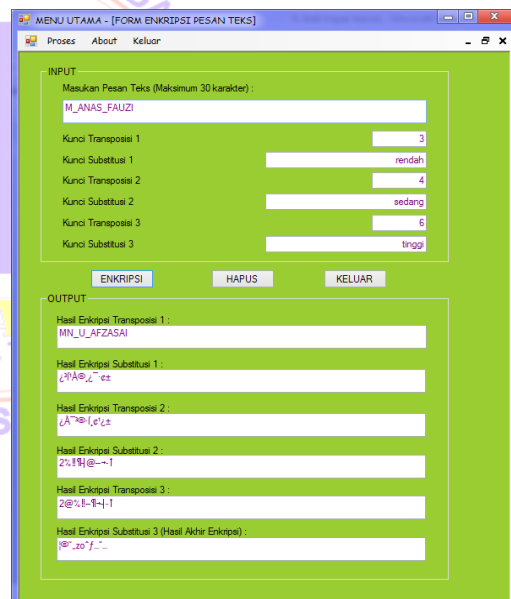 MENU UTAMA - [FORM ENKRIPSI PESAN TEKS]
Proses About Keluar
INPUT
Masukan Pesan Teks (Maksimum 30 karakter) :
M_ANAS_FAUZI
Kunci Transposisi 1 3
Kunci Substitusi 1 rendah
Kunci Transposisi 2 4
Kunci Substitusi 2 sedang
Kunci Transposisi 3 6
Kunci Substitusi 3 tinggi
ENKRIPSI HAPUS KELUAR
OUTPUT
Hasil Enkripsi Transposisi 1 :
MN_U_AFZASAI
Hasil Enkripsi Substitusi 1 :
Hasil Enkripsi Transposisi 2 :
Hasil Enkripsi Substitusi 2 :
Hasil Enkripsi Transposisi 3 :
Hasil Enkripsi Substitusi 3 (Hasil Akhir Enkripsi) :